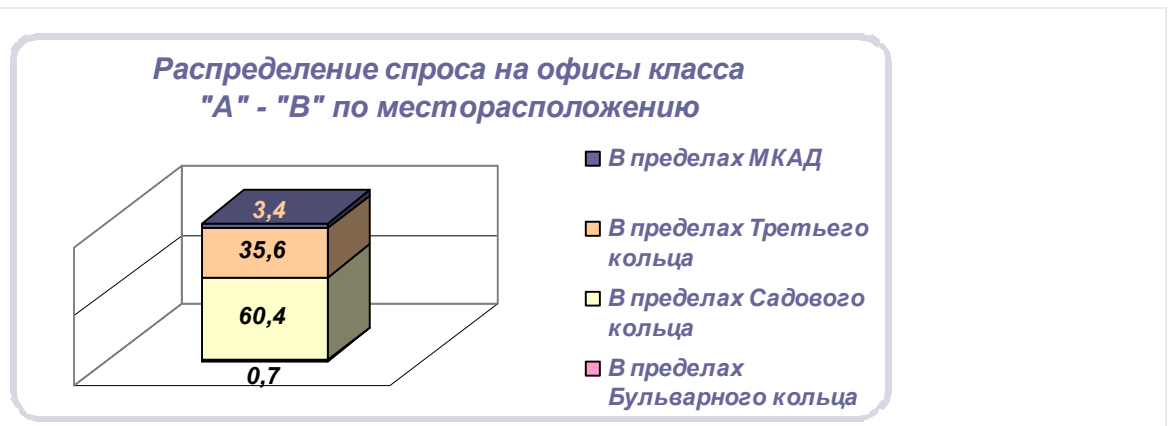 Распределение спроса на офисы класса
"А" - "В" по месторасположению
В пределах МКАД
3,4
В пределах Третьего
кольца
35,6
В пределах Садового
кольца
60,4
В пределах
Бульварного кольца
0,7